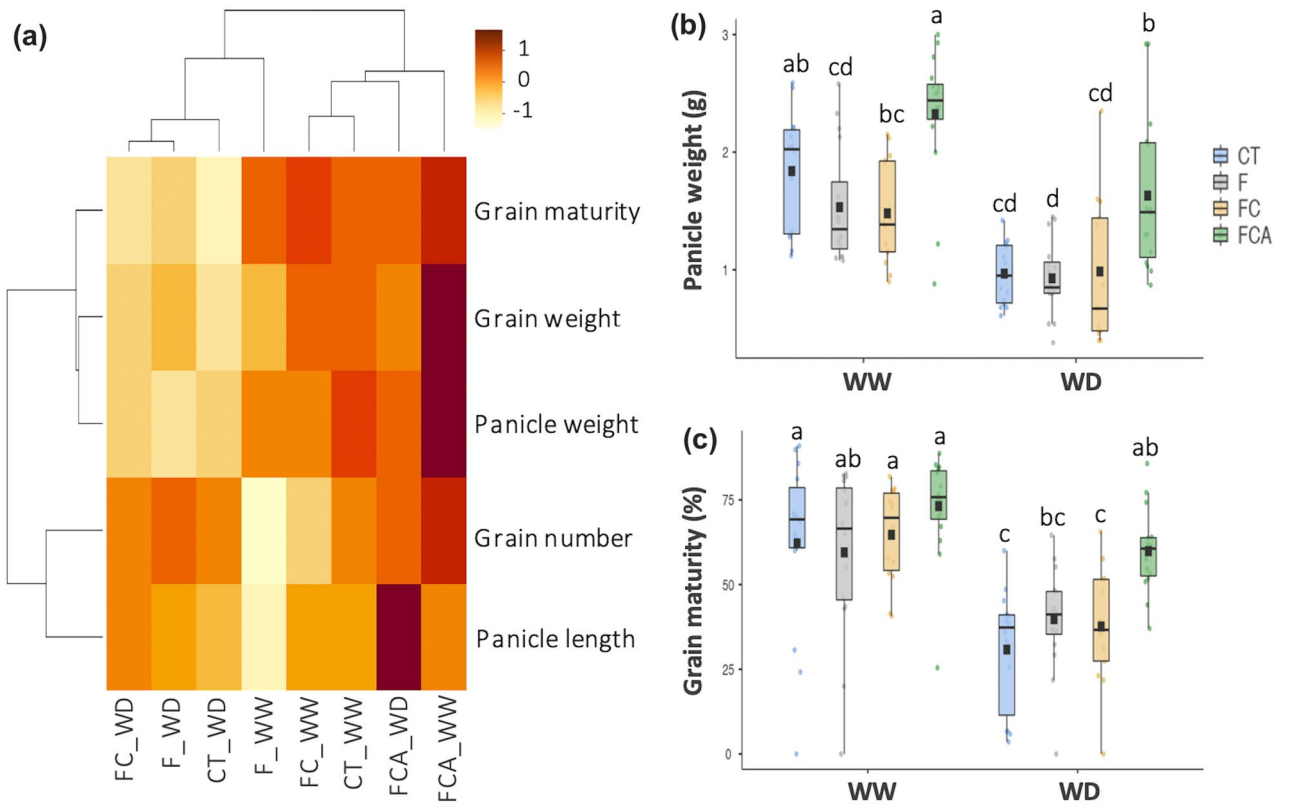 (a)
1
0
-1
Grain maturity
Grain weight
Panicle weight
Grain number
Panicle length
FC_WD
F_WD
CT_WD
F_WW
FC_WW
CT_WW
FCA_WD
FCA_WW
(b)
Panicle weight (g)
3
2
1
ab
cd
bc
a
cd
d
cd
b
WW
WD
CT
F
FC
FCA
(c)
Grain maturity (%)
75
50
25
0
a
ab
a
a
c
bc
c
ab
WW
WD